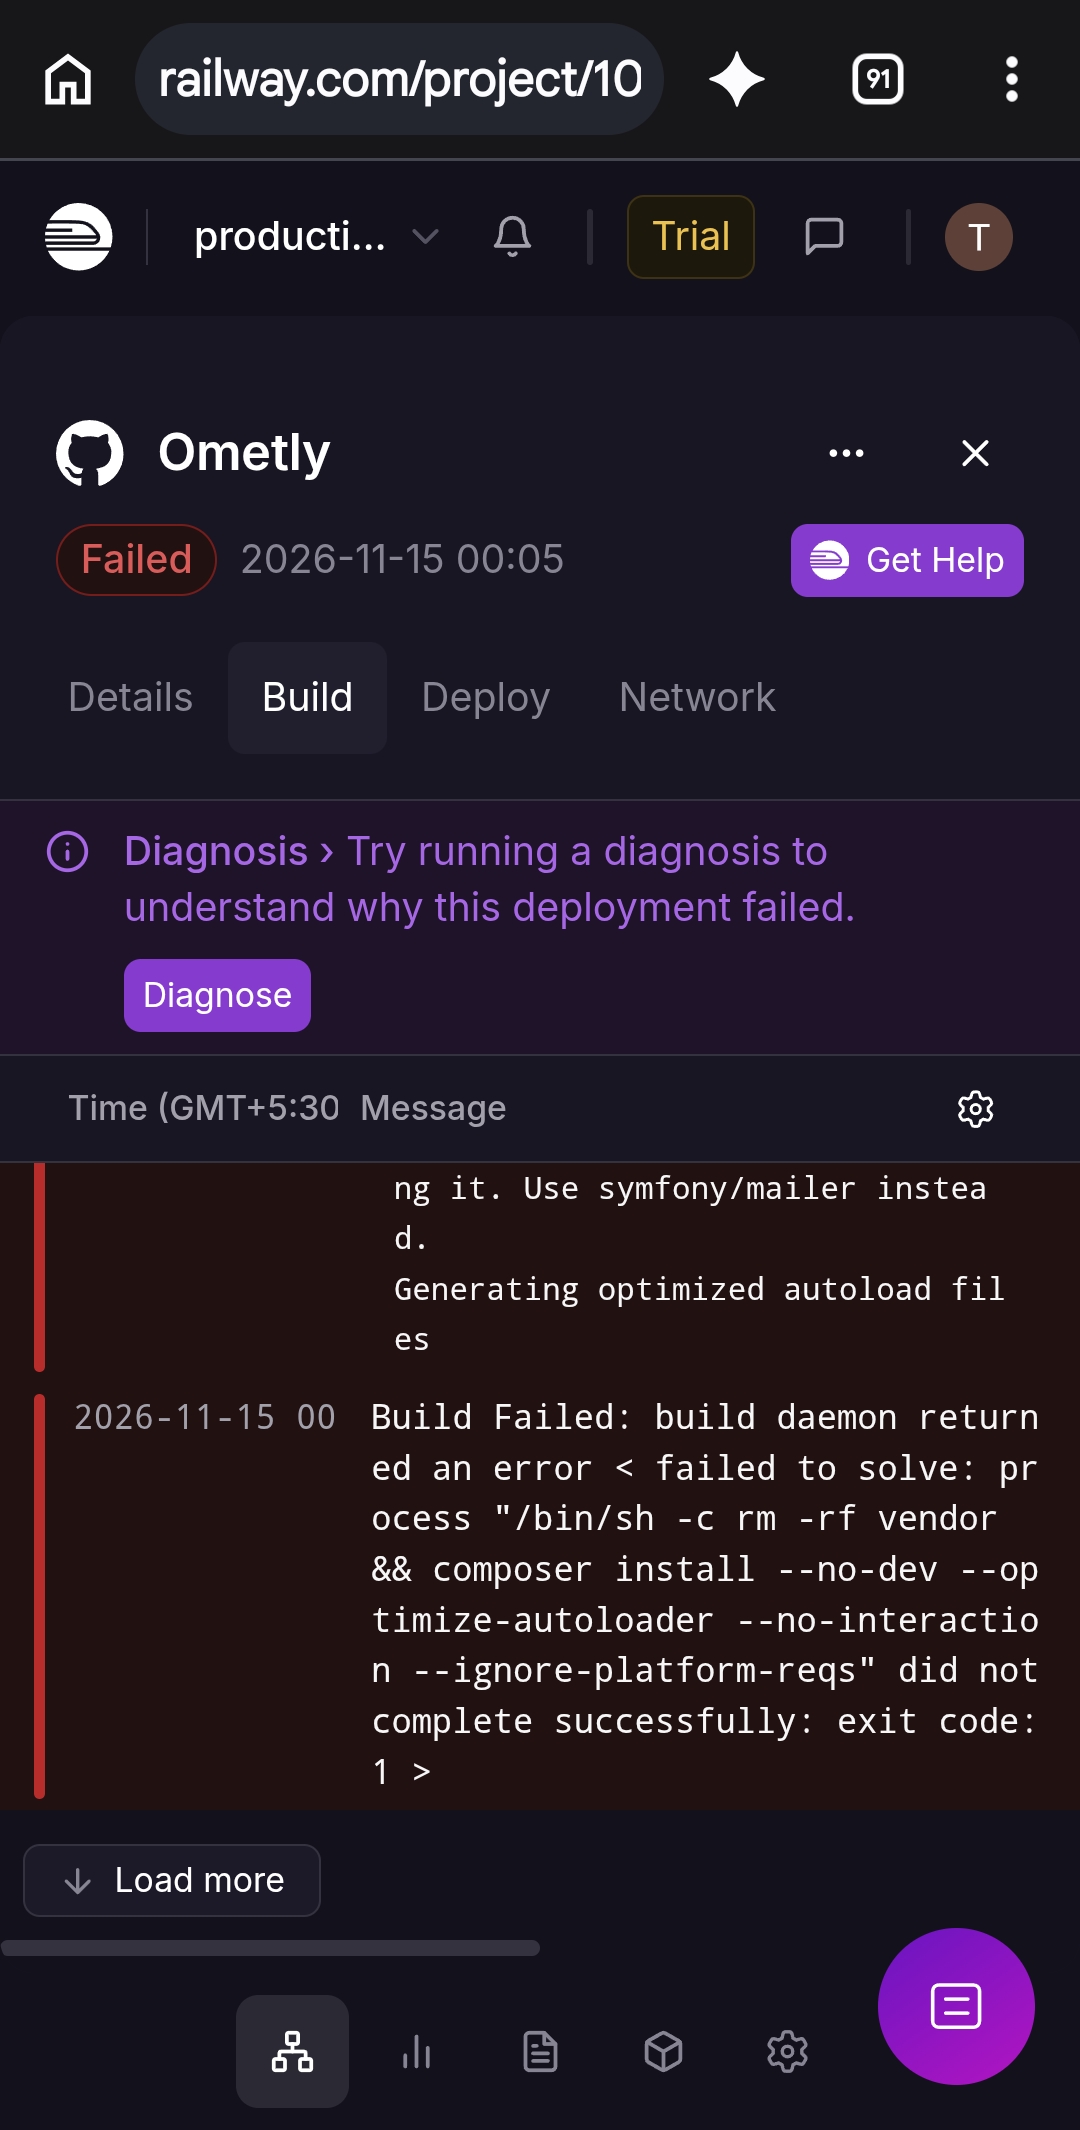 railway.com/project/10
91
producti...
Trial
T
Ometly
Failed
2026-11-15 00:05
Get Help
Details
Build
Deploy
Network
Diagnosis › Try running a diagnosis to
understand why this deployment failed.
Diagnose
Time (GMT+5:30
Message
ng it. Use symfony/mailer instea
d.
Generating optimized autoload fil
es
2026-11-15 00
Build Failed: build daemon return
ed an error < failed to solve: pr
ocess "/bin/sh -c rm -rf vendor
&& composer install --no-dev --op
timize-autoloader --no-interactio
n --ignore-platform-reqs" did not
complete successfully: exit code:
1 >
Load more